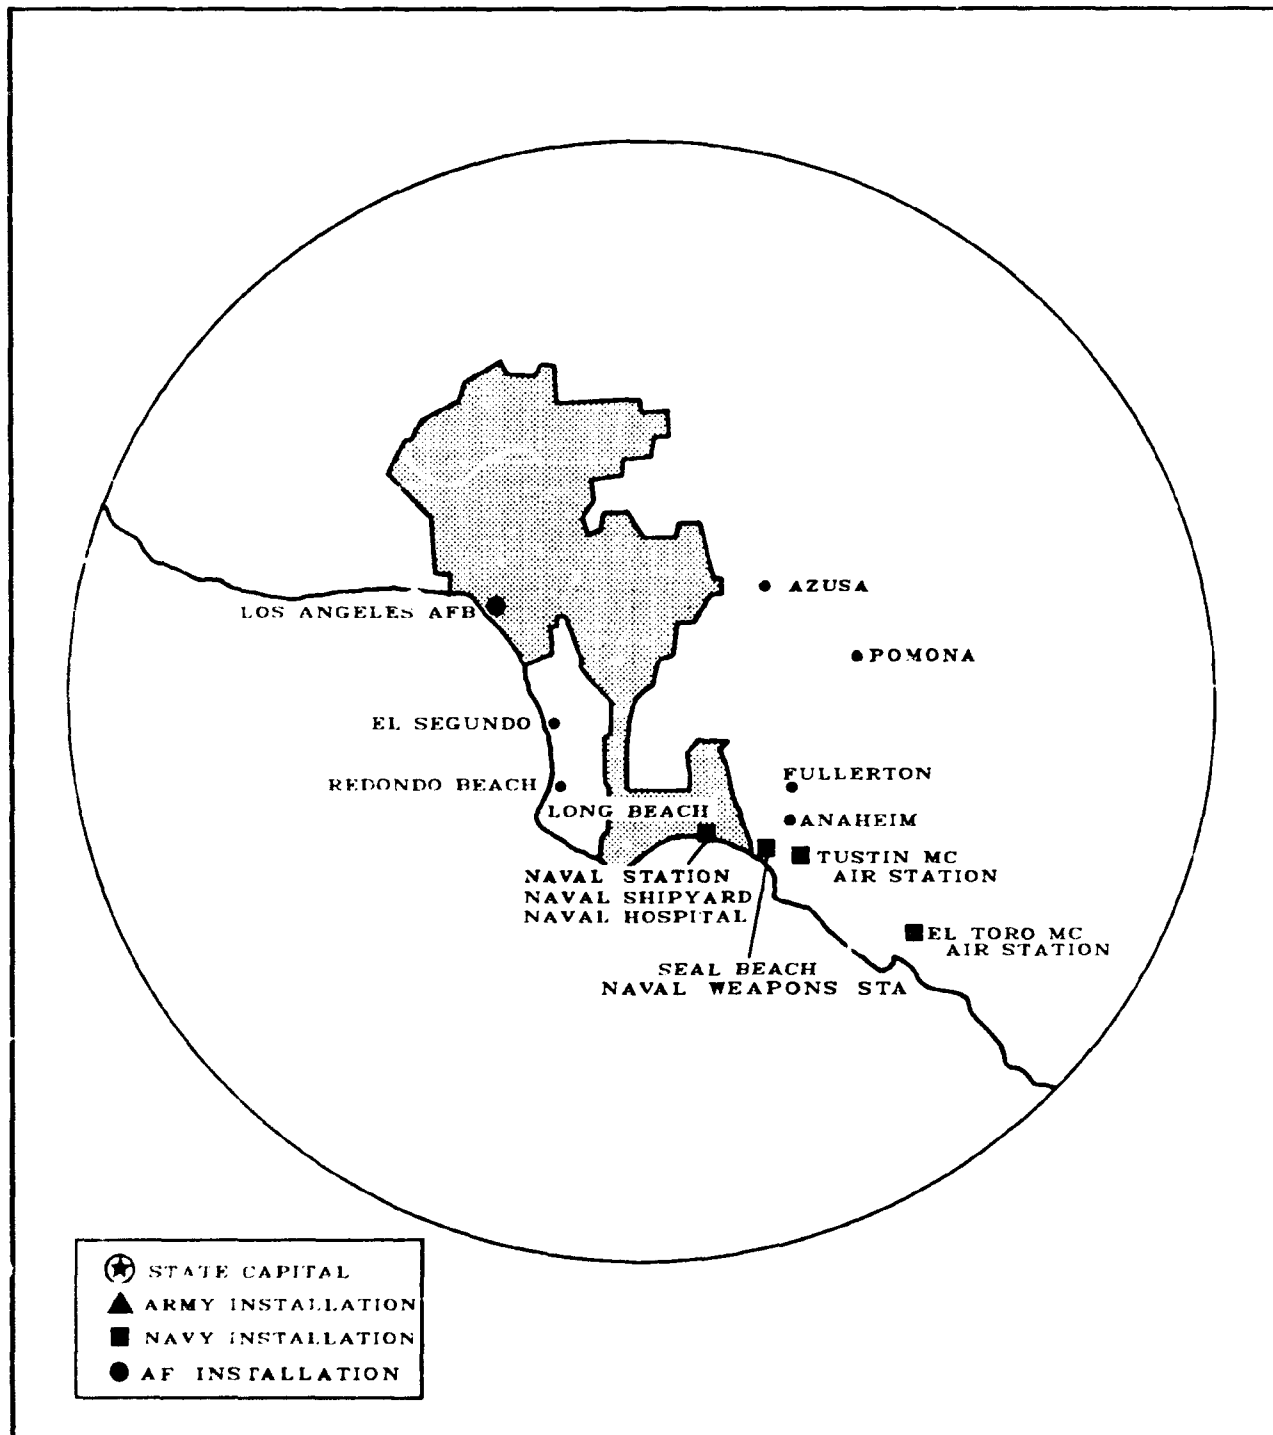 AZUSA
LOS ANGELES AFB
POMONA
EL SEGUNDO
FULLERTON
REDONDO BEACH
LONG BEACH
ANAHEIM
TUSTIN MC
AIR STATION
NAVAL STATION
NAVAL SHIPYARD
NAVAL HOSPITAL
EL TORO MC
AIR STATION
SEAL BEACH
NAVAL WEAPONS STA
STATE CAPITAL
ARMY INSTALLATION
NAVY INSTALLATION
AF INSTALLATION